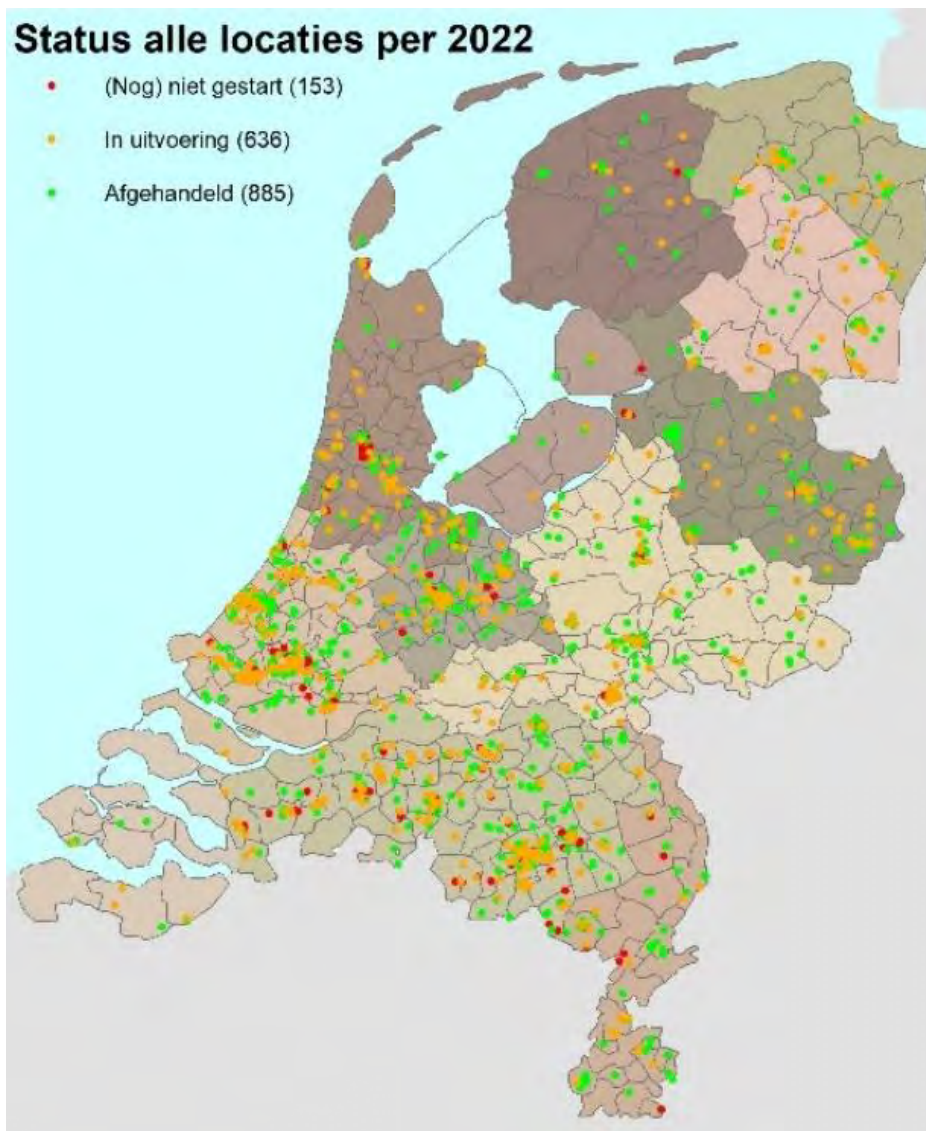 Status alle locaties per 2022
(Nog) niet gestart (153)
In uitvoering (636)
Afgehandeld (885)